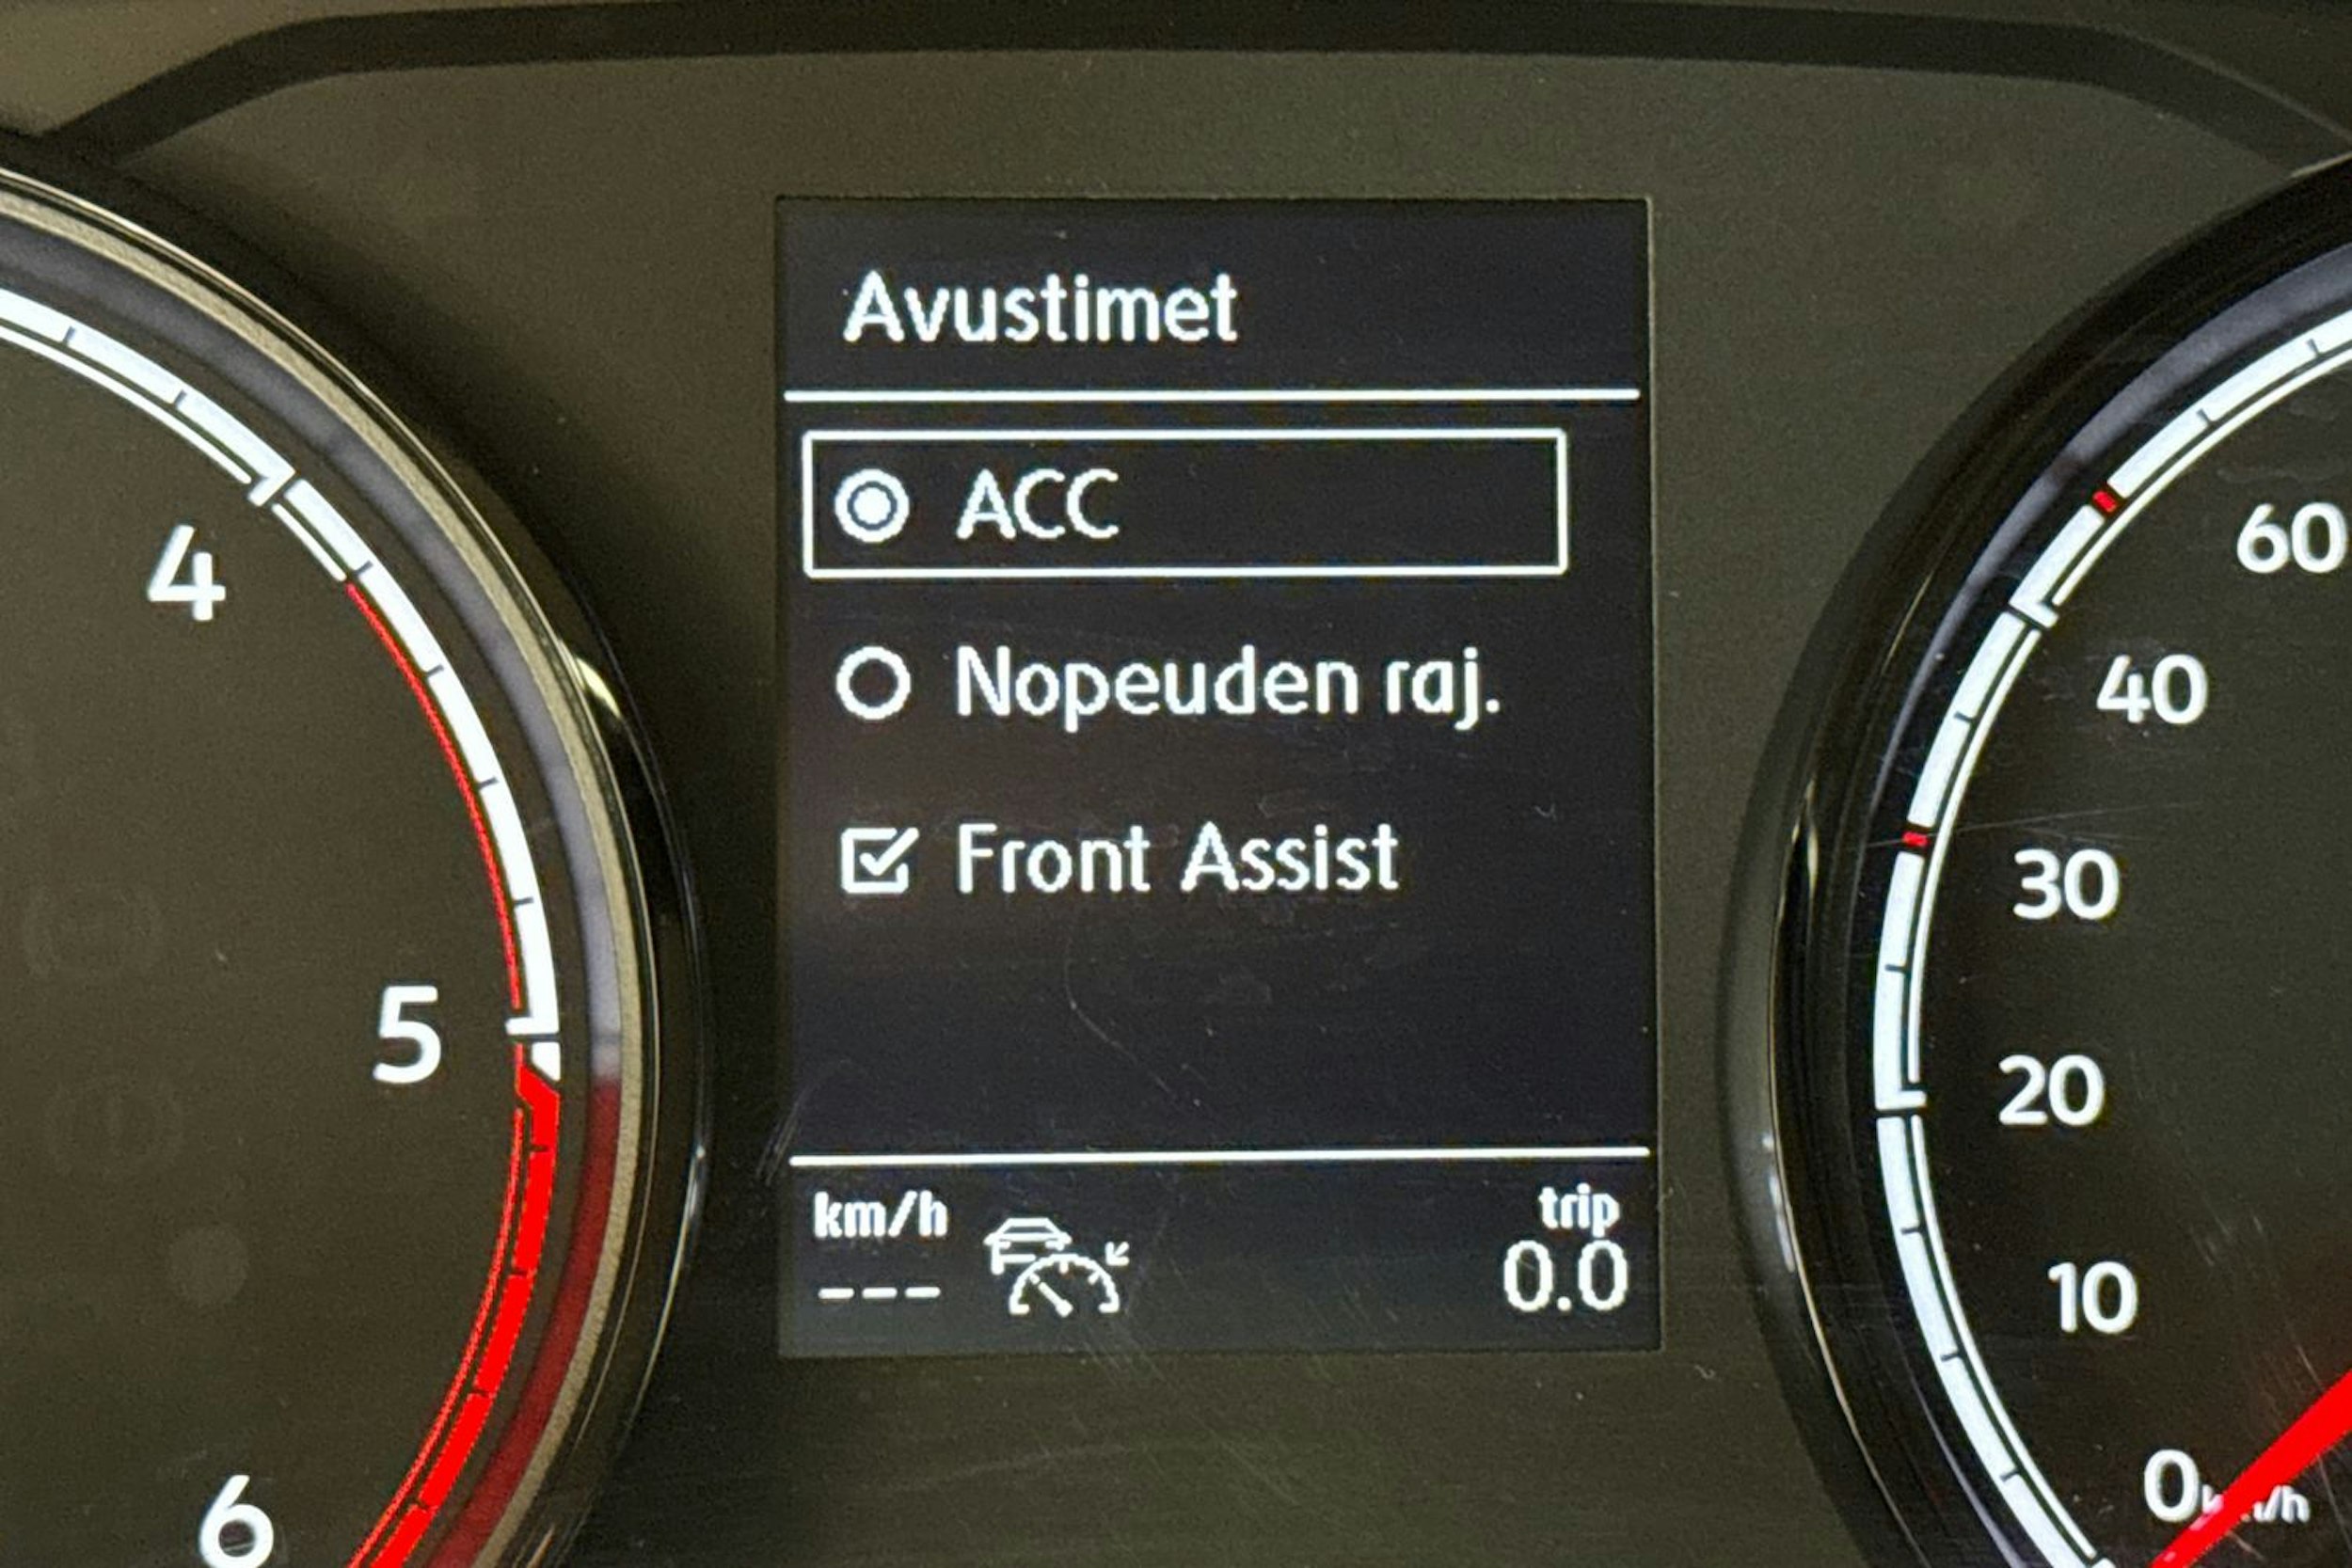 Avustimet
ACC
Nopeuden raj.
Front Assist
km/h
---
trip
0.0
4
5
6
60
40
30
20
10
0